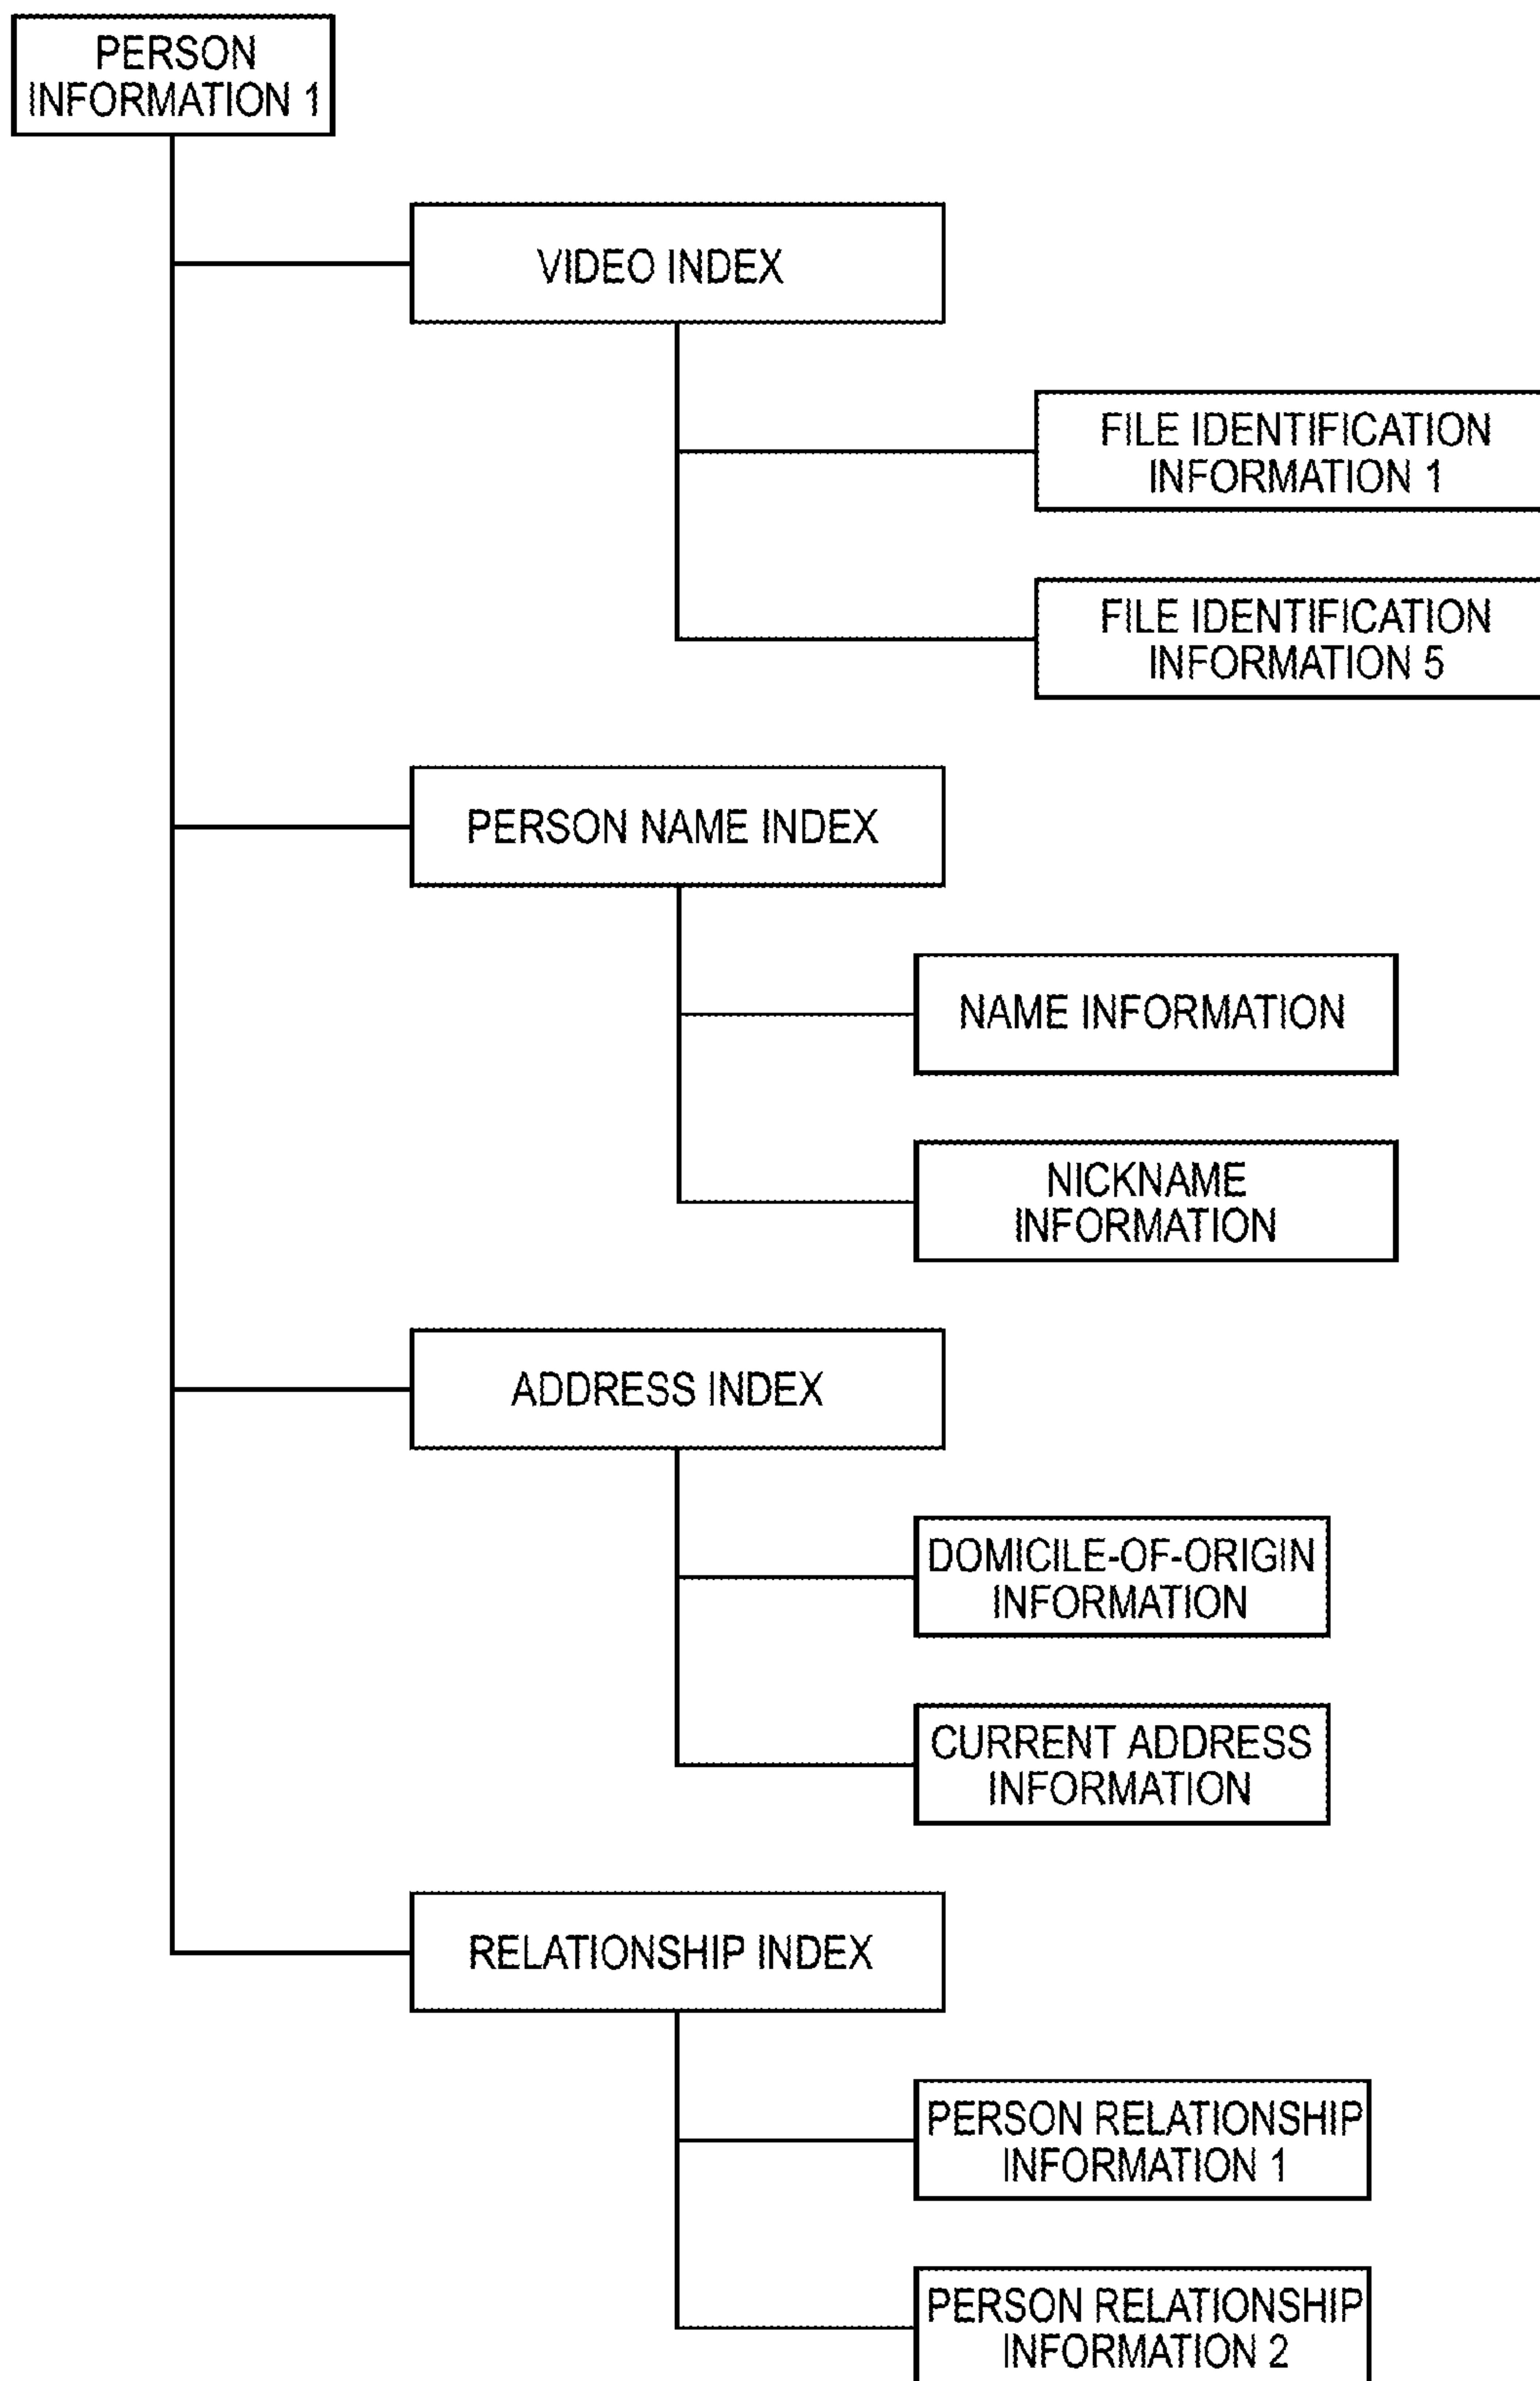 PERSON
INFORMATION 1
VIDEO INDEX
FILE IDENTIFICATION
INFORMATION 1
FILE IDENTIFICATION
INFORMATION 5
PERSON NAME INDEX
NAME INFORMATION
NICKNAME
INFORMATION
ADDRESS INDEX
DOMICILE-OF-ORIGIN
INFORMATION
CURRENT ADDRESS
INFORMATION
RELATIONSHIP INDEX
PERSON RELATIONSHIP
INFORMATION 1
PERSON RELATIONSHIP
INFORMATION 2